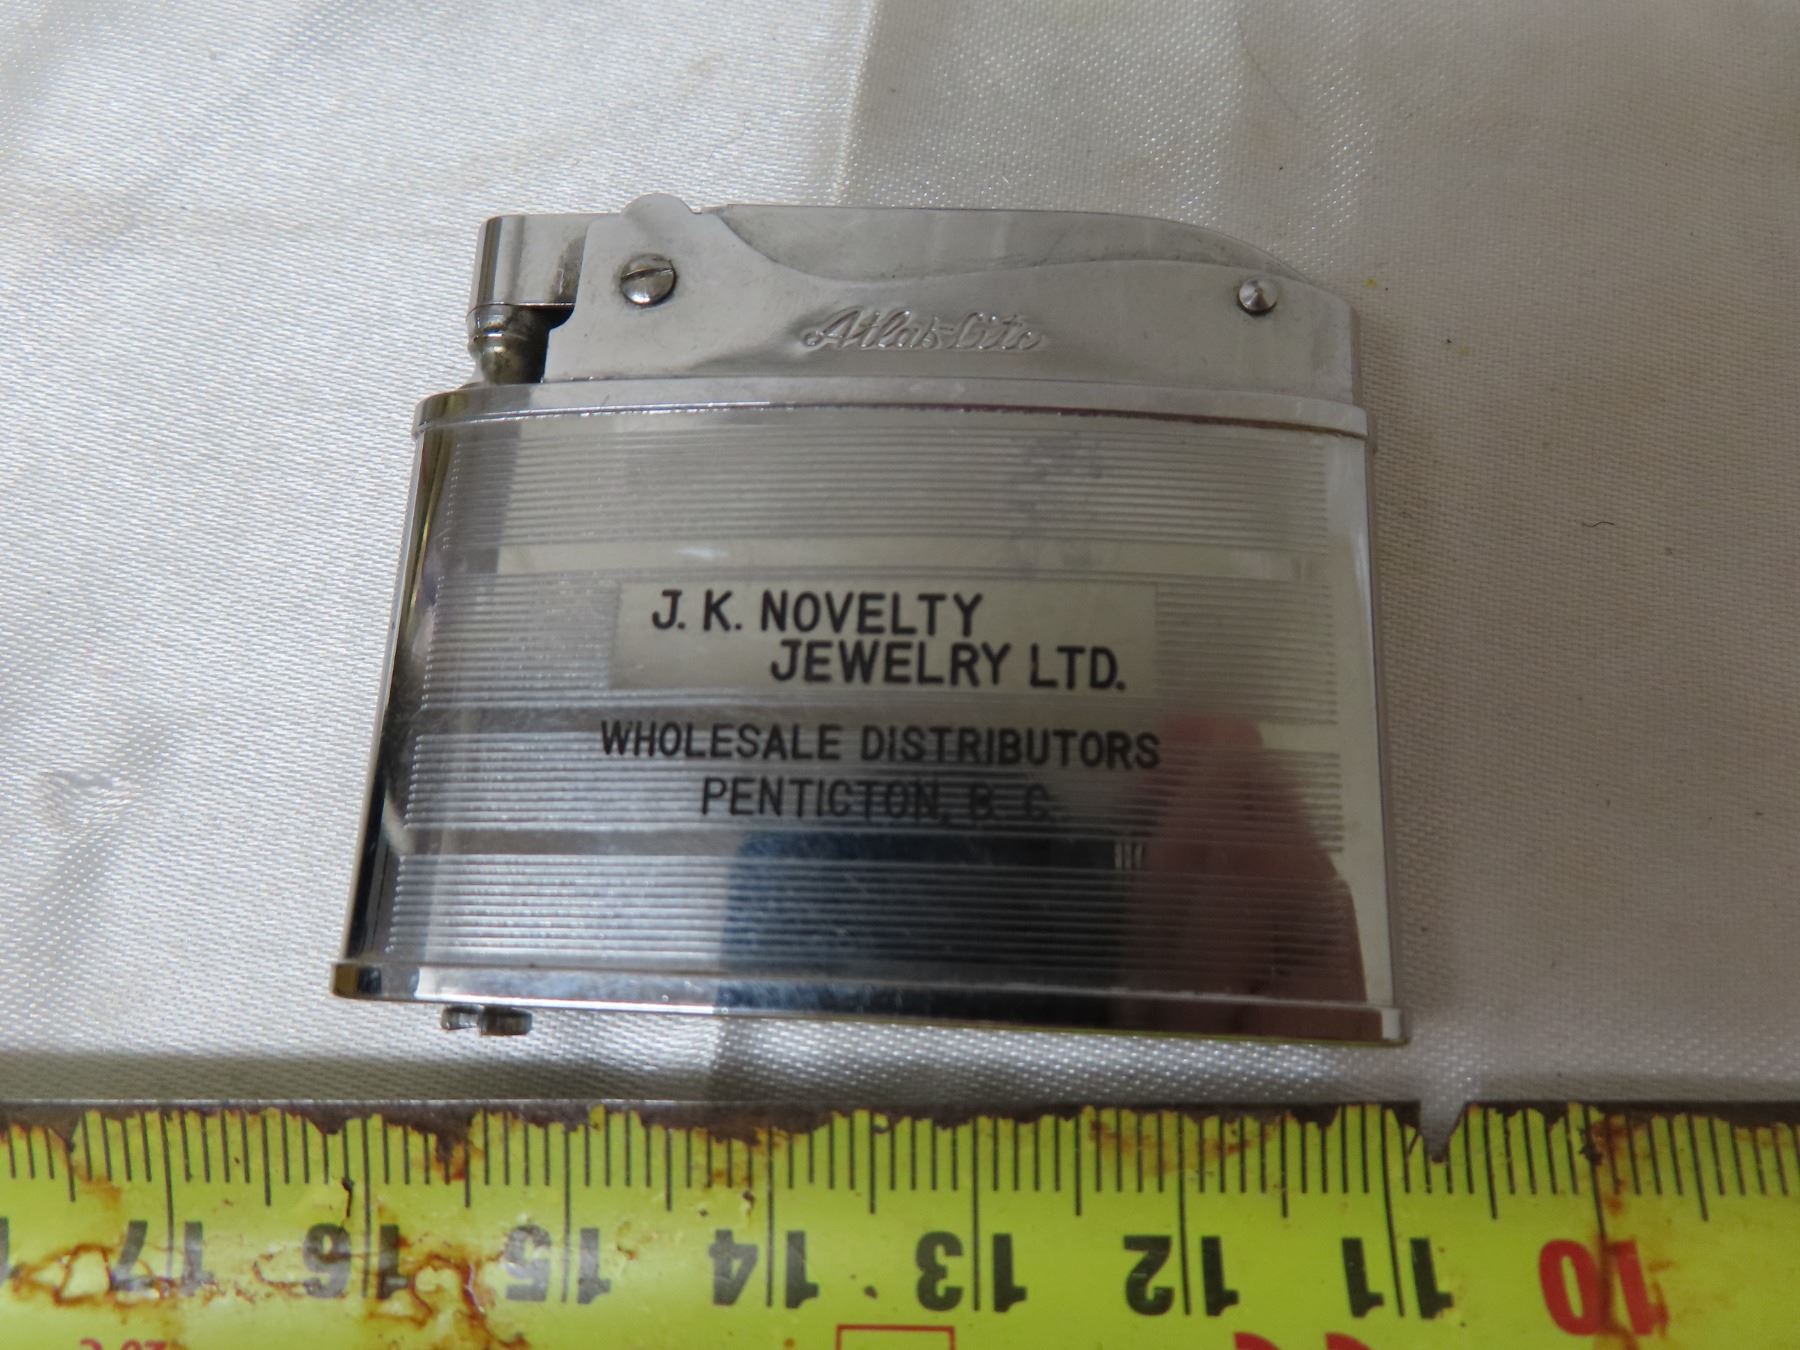 Atlas-Lite
J. K. NOVELTY
JEWELRY LTD.
WHOLESALE DISTRIBUTORS
PENTICTON, B. C.
17 16 15 14 13 12 11 10